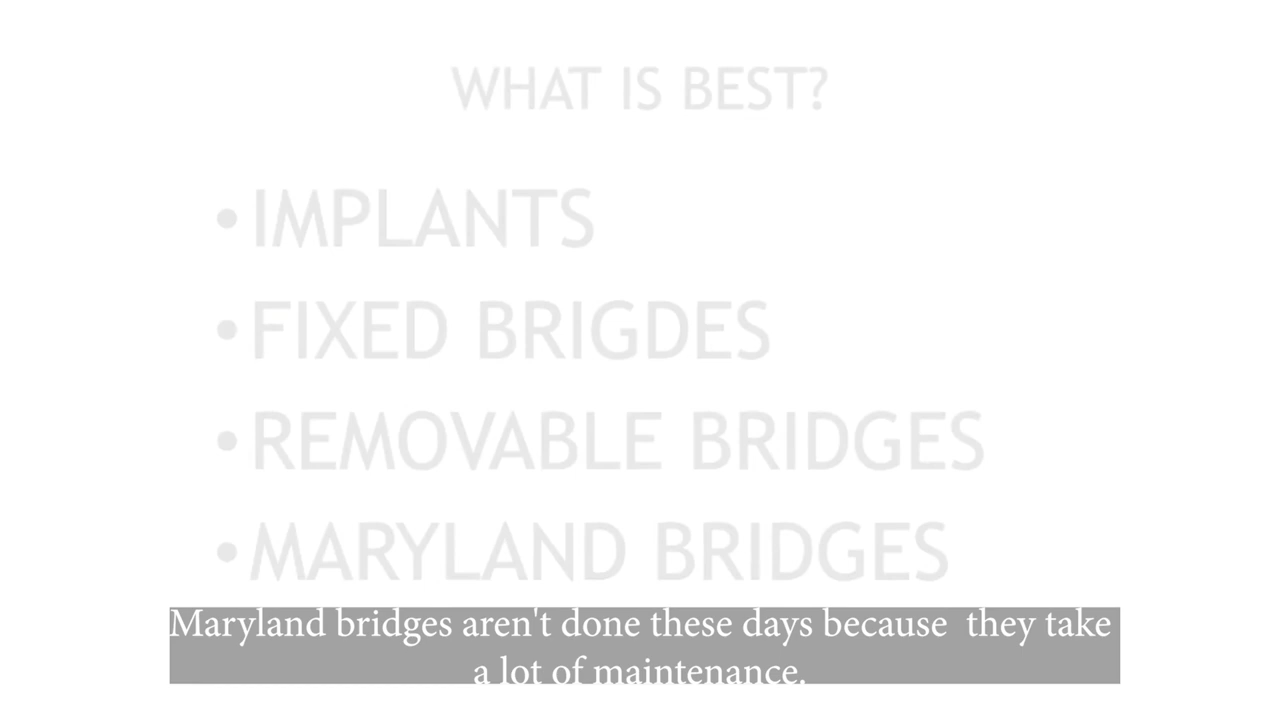 WHAT IS BEST?
• IMPLANTS
• FIXED BRIGDES
• REMOVABLE BRIDGES
• MARYLAND BRIDGES
Maryland bridges aren't done these days because  they take
a lot of maintenance.